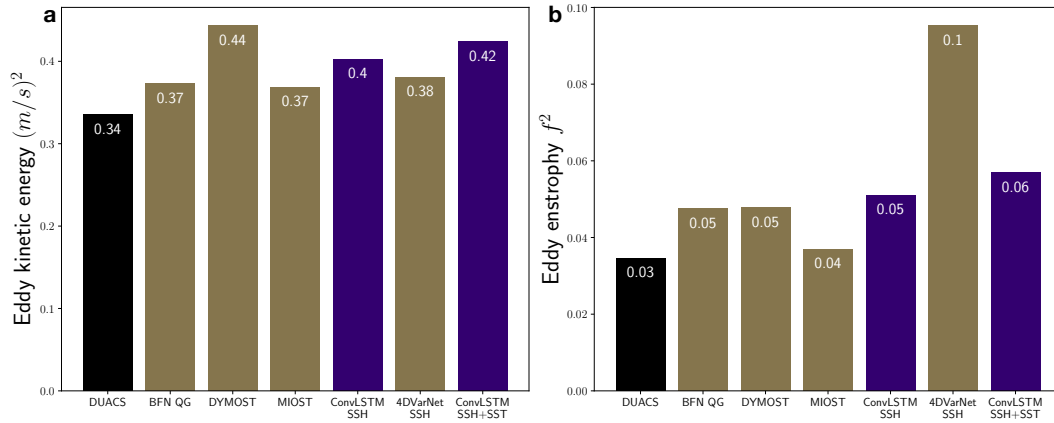 a
Eddy kinetic energy (m/s)²
0.4
0.3
0.2
0.1
0.0
0.34
0.37
0.44
0.37
0.4
0.38
0.42
DUACS
BFN QG
DYMOST
MIOST
ConvLSTM
SSH
4DVarNet
SSH
ConvLSTM
SSH+SST
b
Eddy enstrophy f²
0.10
0.08
0.06
0.04
0.02
0.00
0.03
0.05
0.05
0.04
0.05
0.1
0.06
DUACS
BFN QG
DYMOST
MIOST
ConvLSTM
SSH
4DVarNet
SSH
ConvLSTM
SSH+SST